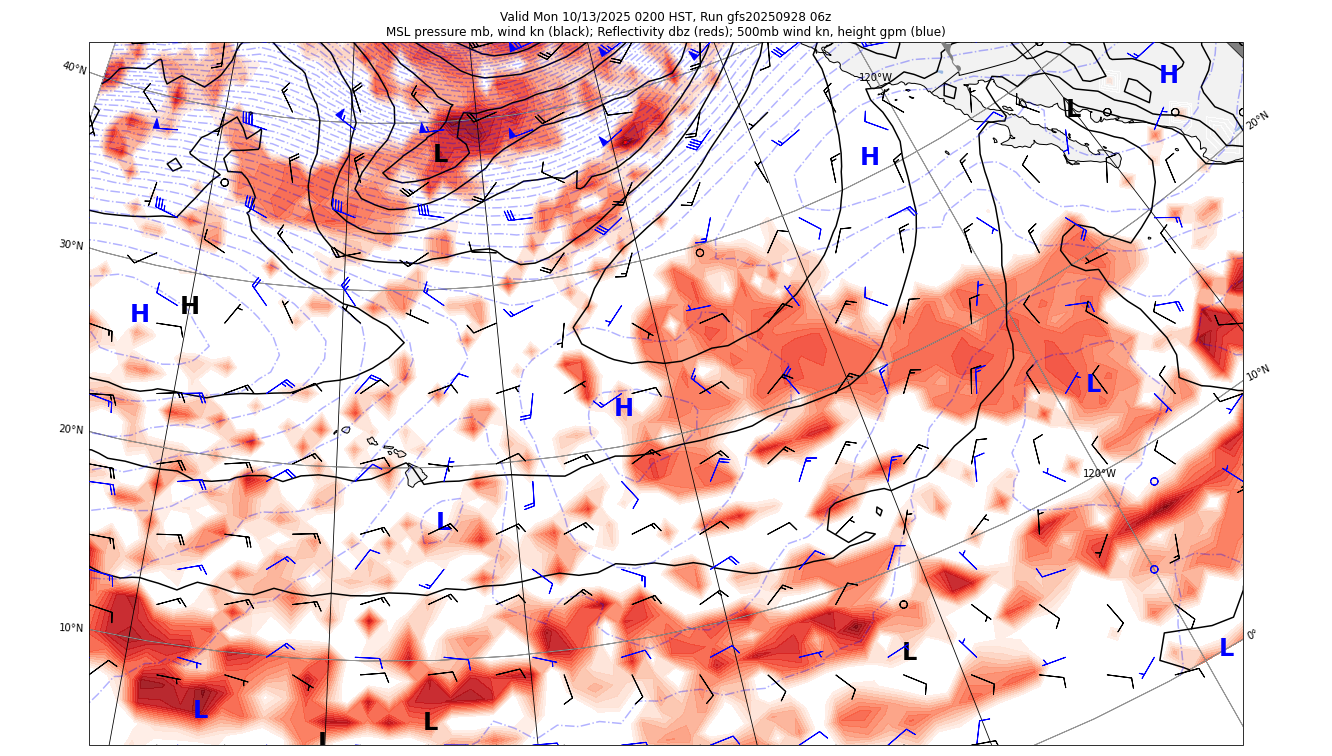 Valid Mon 10/13/2025 0200 HST, Run gfs20250928 06z
MSL pressure mb, wind kn (black); Reflectivity dbz (reds); 500mb wind kn, height gpm (blue)
40°N
120°W
H
L
20°N
L
H
30°N
H
H
10°N
L
H
20°N
120°W
L
10°N
0°
L
L
L
L
L